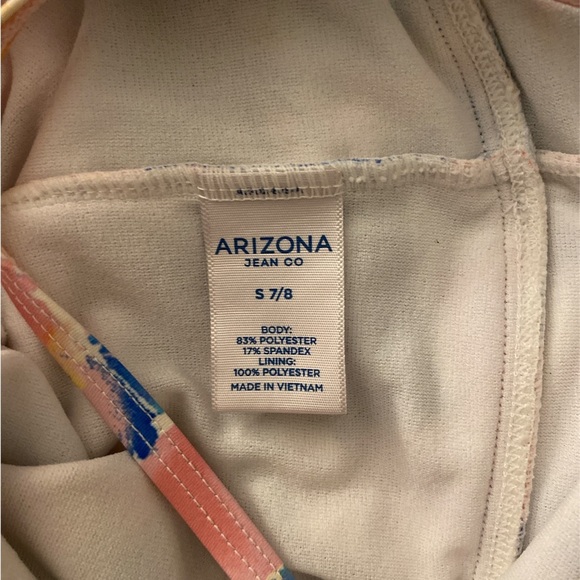 ARIZONA
JEAN CO
S 7/8
BODY:
83% POLYESTER
17% SPANDEX
LINING:
100% POLYESTER
MADE IN VIETNAM